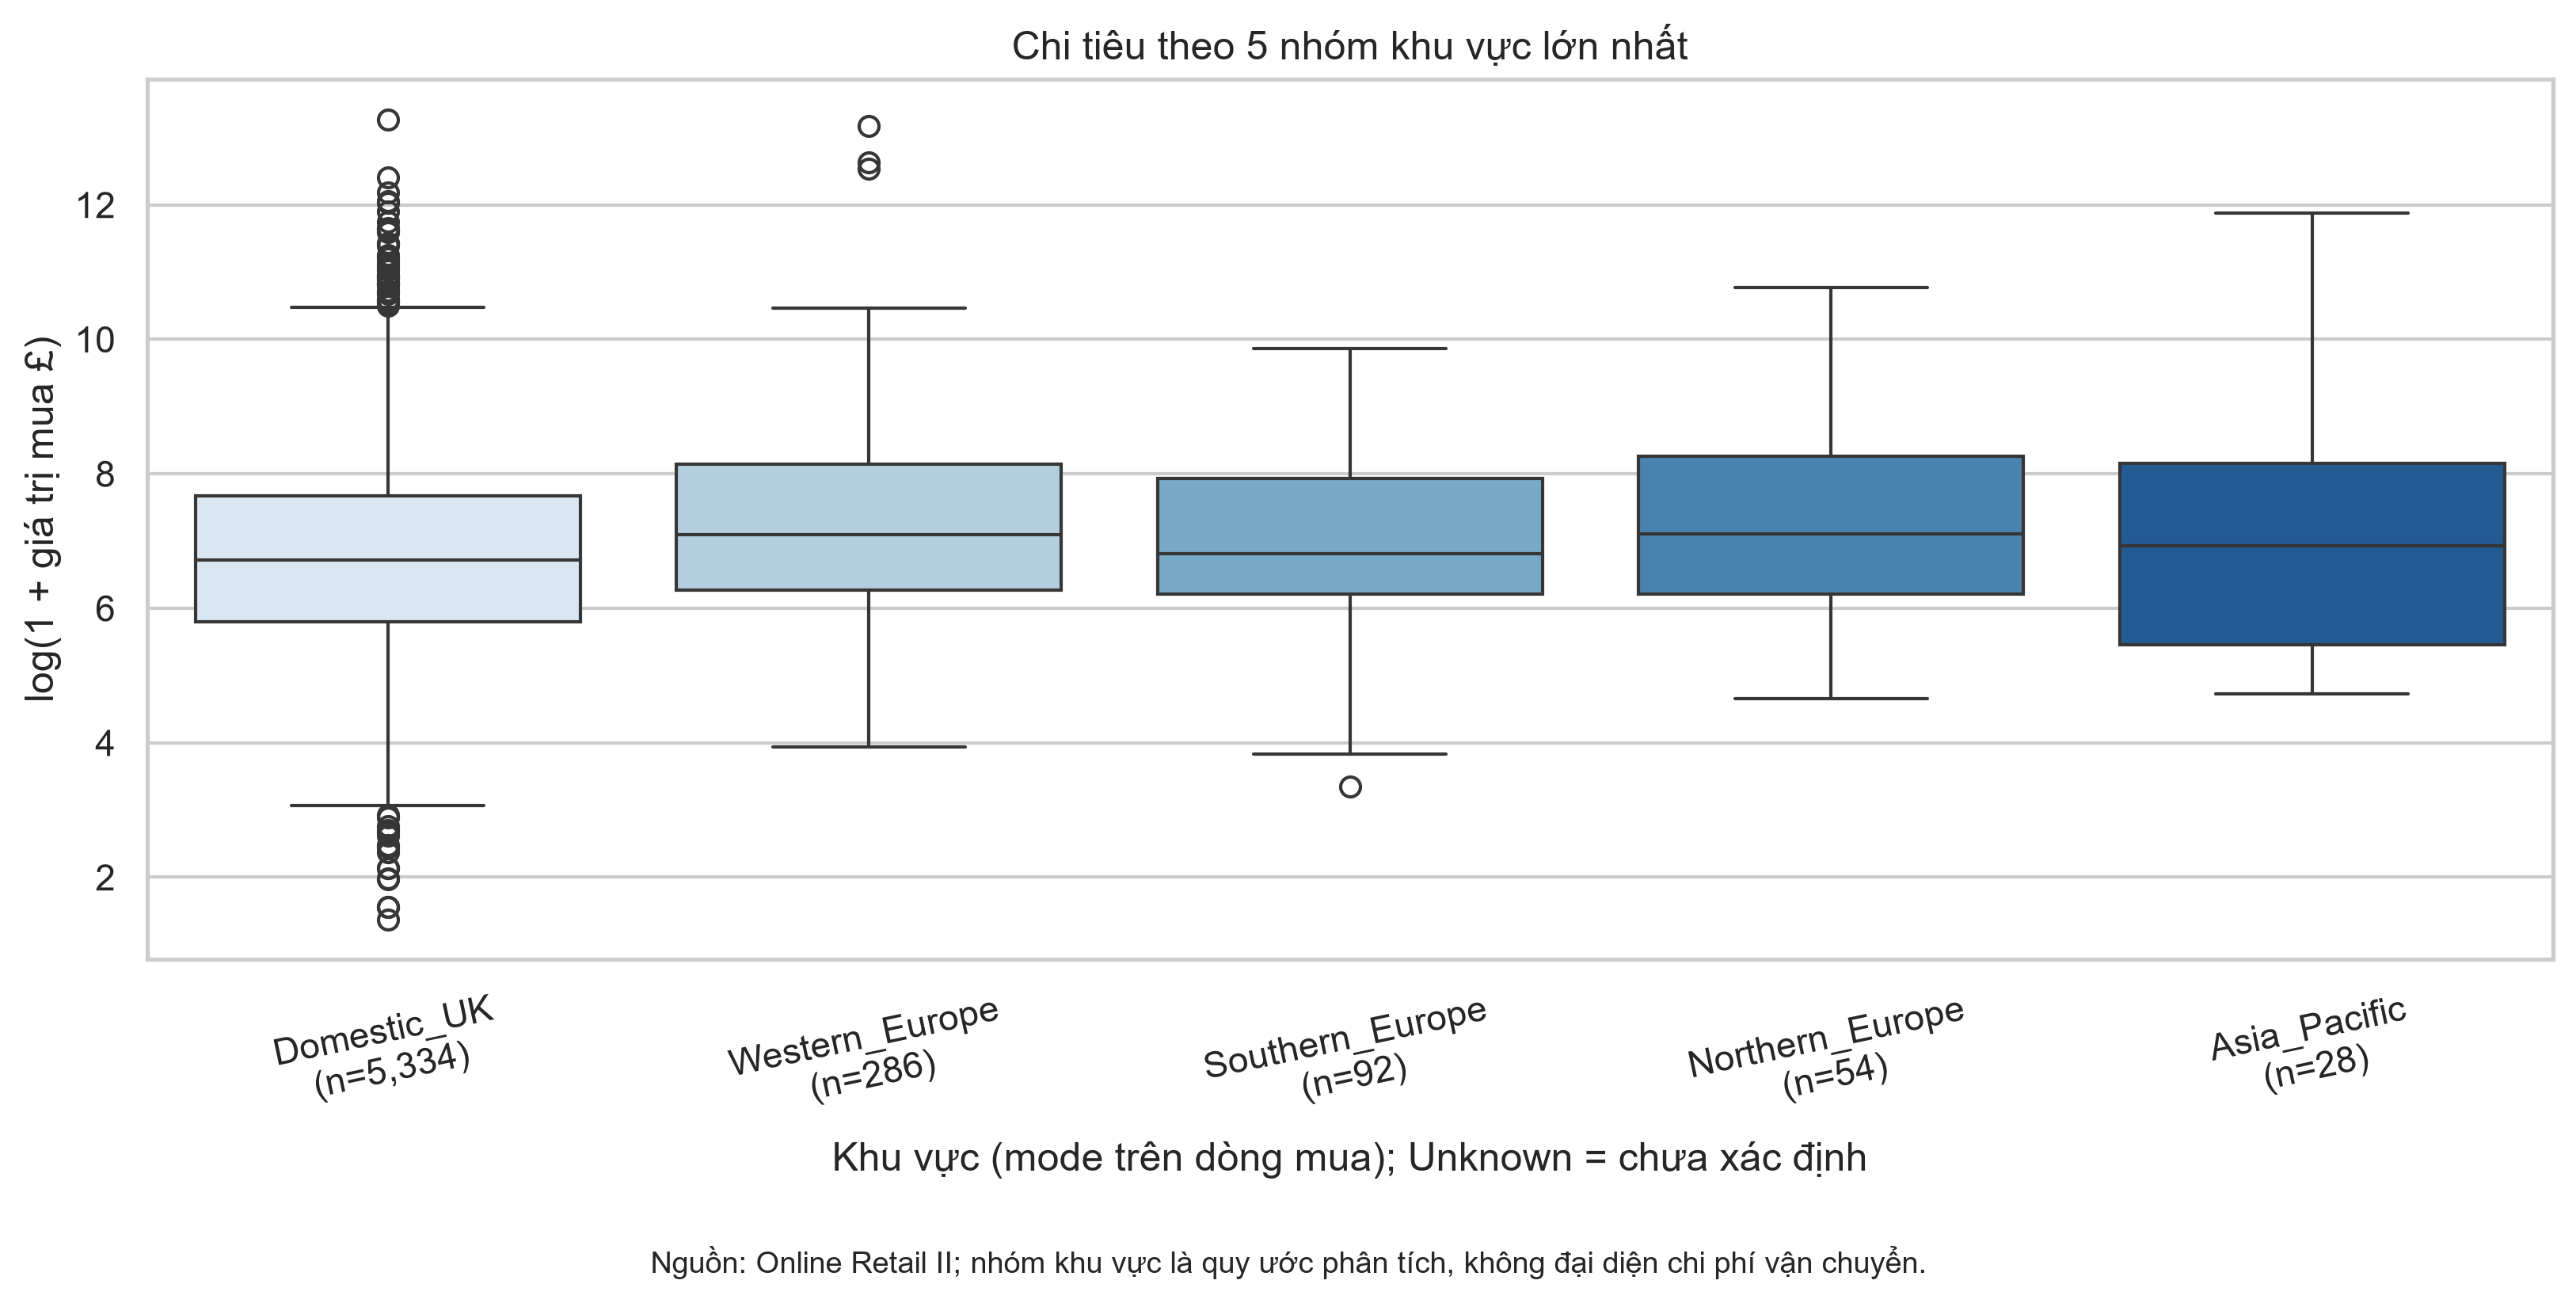 Chi tiêu theo 5 nhóm khu vực lớn nhất
log(1 + giá trị mua £)
12
10
8
6
4
2
Domestic_UK
(n=5,334)
Western_Europe
(n=286)
Southern_Europe
(n=92)
Northern_Europe
(n=54)
Asia_Pacific
(n=28)
Khu vực (mode trên dòng mua); Unknown = chưa xác định
Nguồn: Online Retail II; nhóm khu vực là quy ước phân tích, không đại diện chi phí vận chuyển.